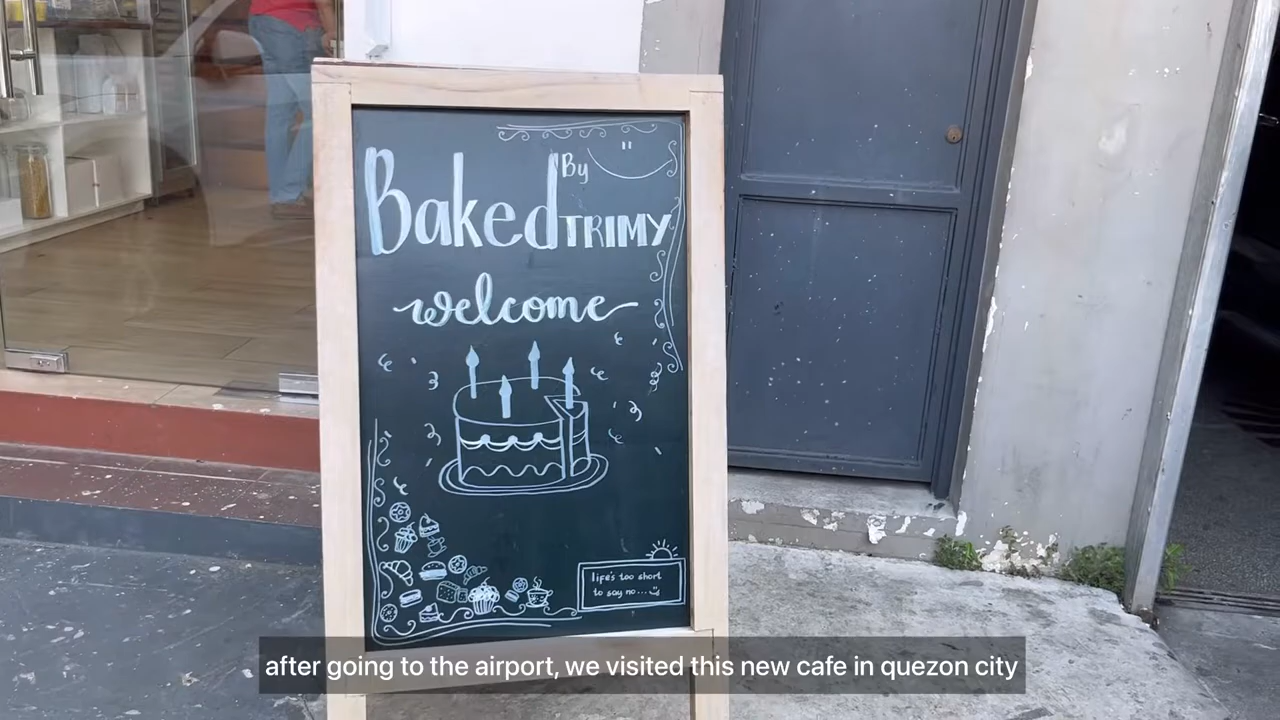 Baked By
TRIMY
welcome
life's too short
to say no...
after going to the airport, we visited this new cafe in quezon city